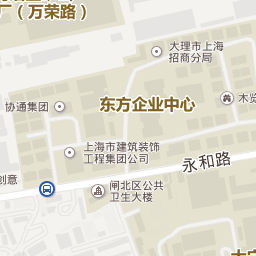 厂（万荣路）
大理市上海
招商分局
协通集团
东方企业中心
木览
上海市建筑装饰
工程集团公司
永和路
创意
闸北区公共
卫生大楼